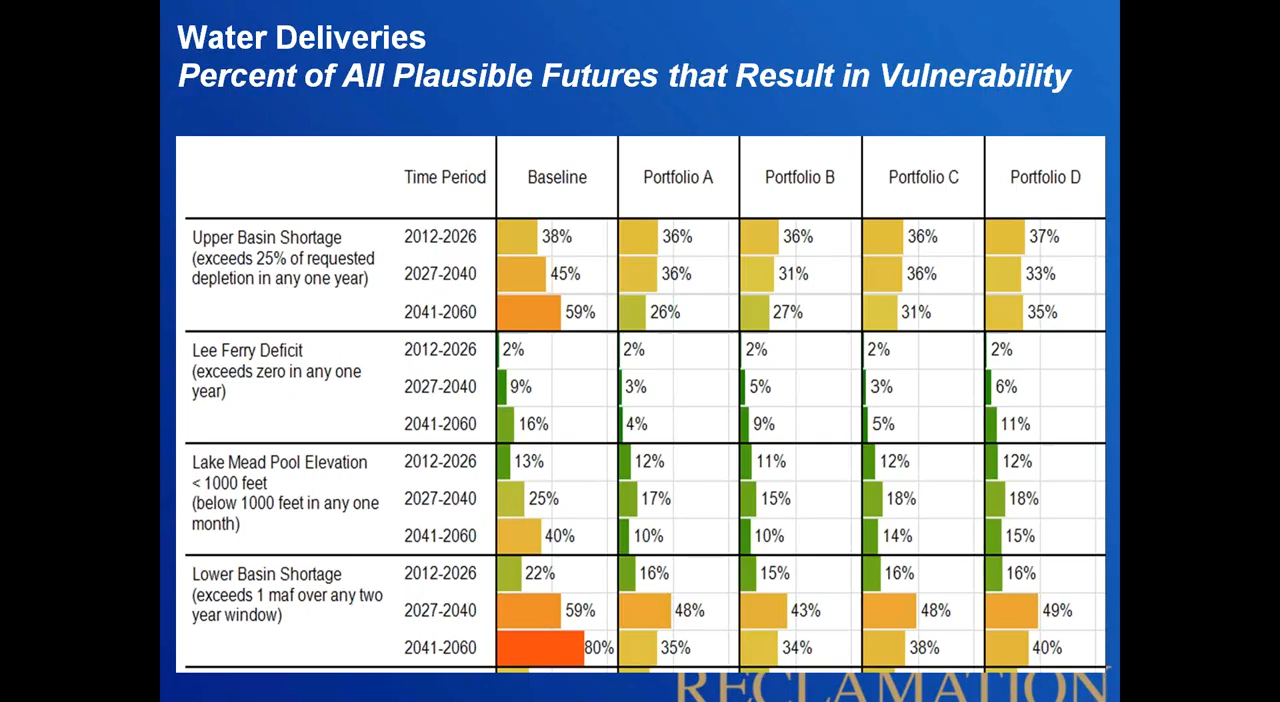 Water Deliveries
Percent of All Plausible Futures that Result in Vulnerability
Time Period Baseline Portfolio A Portfolio B Portfolio C Portfolio D
Upper Basin Shortage 2012-2026 38% 36% 36% 36% 37%
(exceeds 25% of requested
depletion in any one year) 2027-2040 45% 36% 31% 36% 33%
2041-2060 59% 26% 27% 31% 35%
Lee Ferry Deficit 2012-2026 2% 2% 2% 2% 2%
(exceeds zero in any one
year) 2027-2040 9% 3% 5% 3% 6%
2041-2060 16% 4% 9% 5% 11%
Lake Mead Pool Elevation 2012-2026 13% 12% 11% 12% 12%
< 1000 feet
(below 1000 feet in any one 2027-2040 25% 17% 15% 18% 18%
month)
2041-2060 40% 10% 10% 14% 15%
Lower Basin Shortage 2012-2026 22% 16% 15% 16% 16%
(exceeds 1 maf over any two
year window) 2027-2040 59% 48% 43% 48% 49%
2041-2060 80% 35% 34% 38% 40%
RECLAMATION